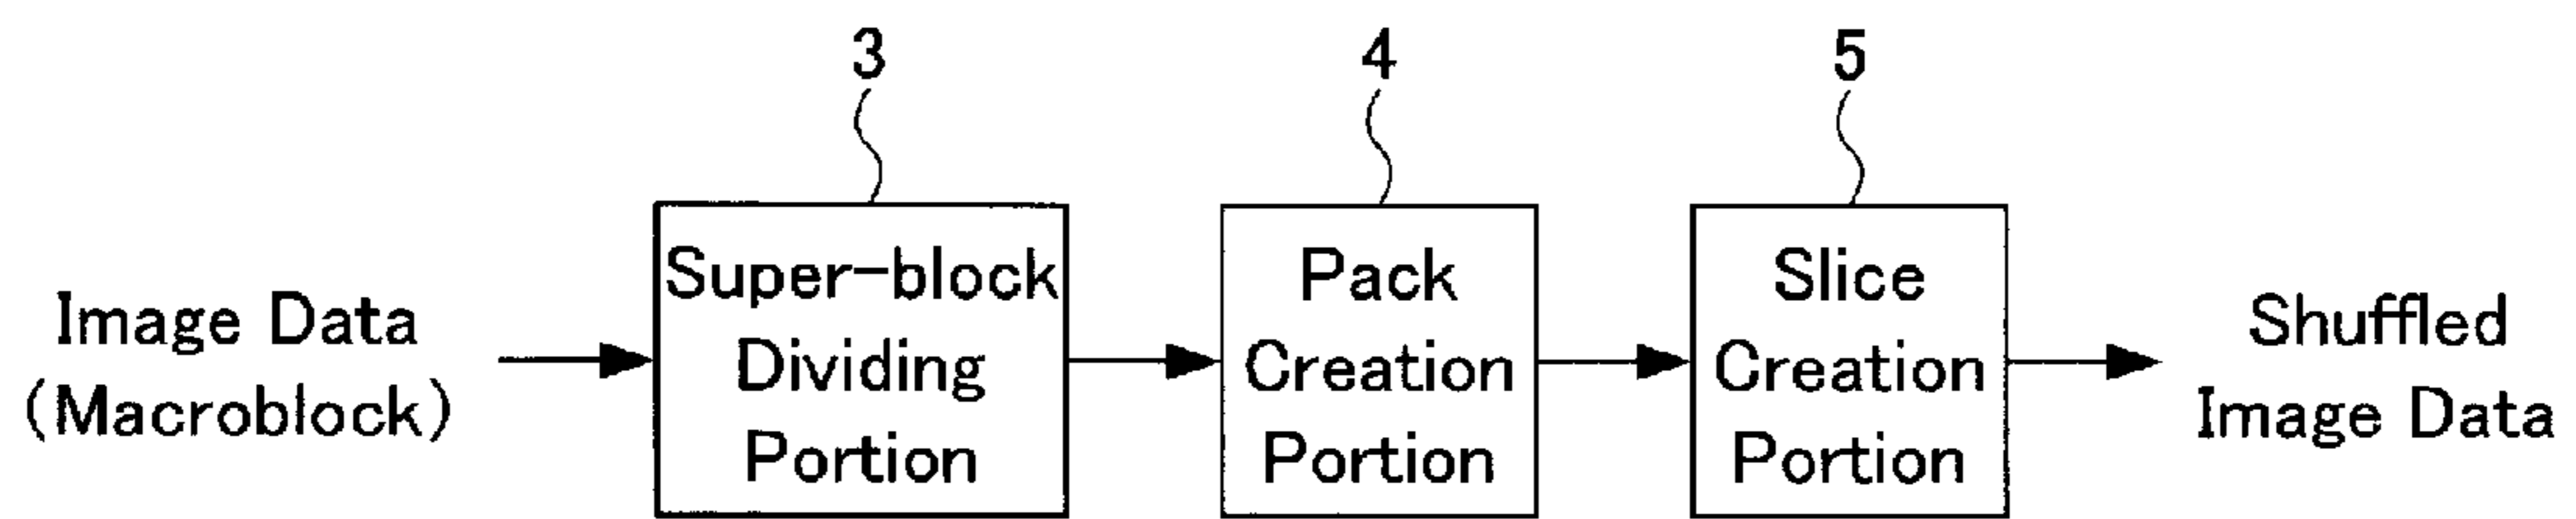 3
4
5
Image Data
(Macroblock)
Super-block
Dividing
Portion
Pack
Creation
Portion
Slice
Creation
Portion
Shuffled
Image Data